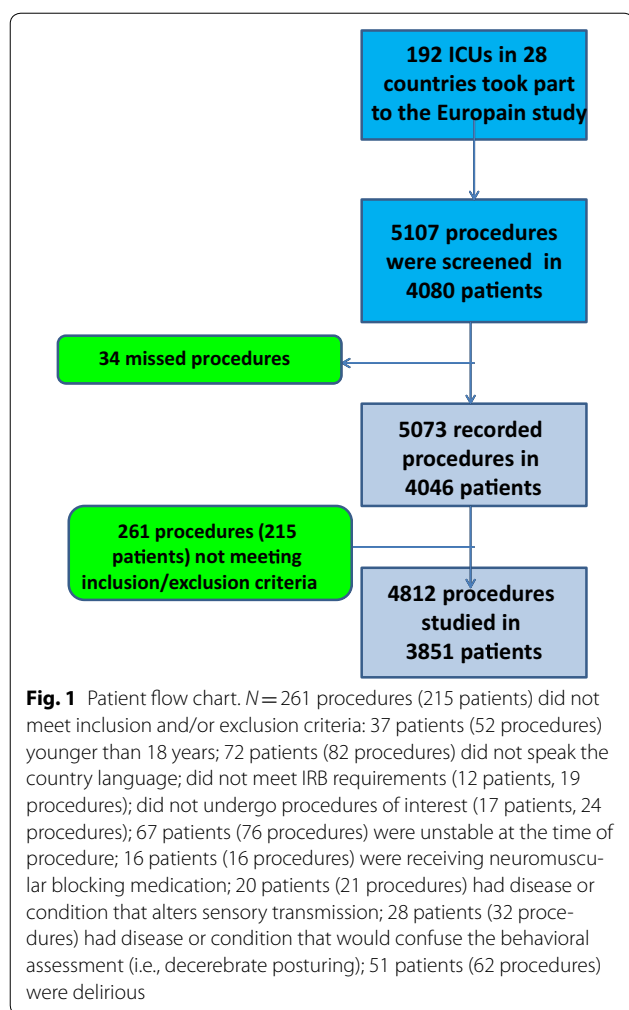 192 ICUs in 28
countries took part
to the Europain study
5107 procedures
were screened in
4080 patients
34 missed procedures
5073 recorded
procedures in
4046 patients
261 procedures (215
patients) not meeting
inclusion/exclusion criteria
4812 procedures
studied in
3851 patients
Fig. 1 Patient flow chart. N = 261 procedures (215 patients) did not
meet inclusion and/or exclusion criteria: 37 patients (52 procedures)
younger than 18 years; 72 patients (82 procedures) did not speak the
country language; did not meet IRB requirements (12 patients, 19
procedures); did not undergo procedures of interest (17 patients, 24
procedures); 67 patients (76 procedures) were unstable at the time of
procedure; 16 patients (16 procedures) were receiving neuromuscu-
lar blocking medication; 20 patients (21 procedures) had disease or
condition that alters sensory transmission; 28 patients (32 proce-
dures) had disease or condition that would confuse the behavioral
assessment (i.e., decerebrate posturing); 51 patients (62 procedures)
were delirious